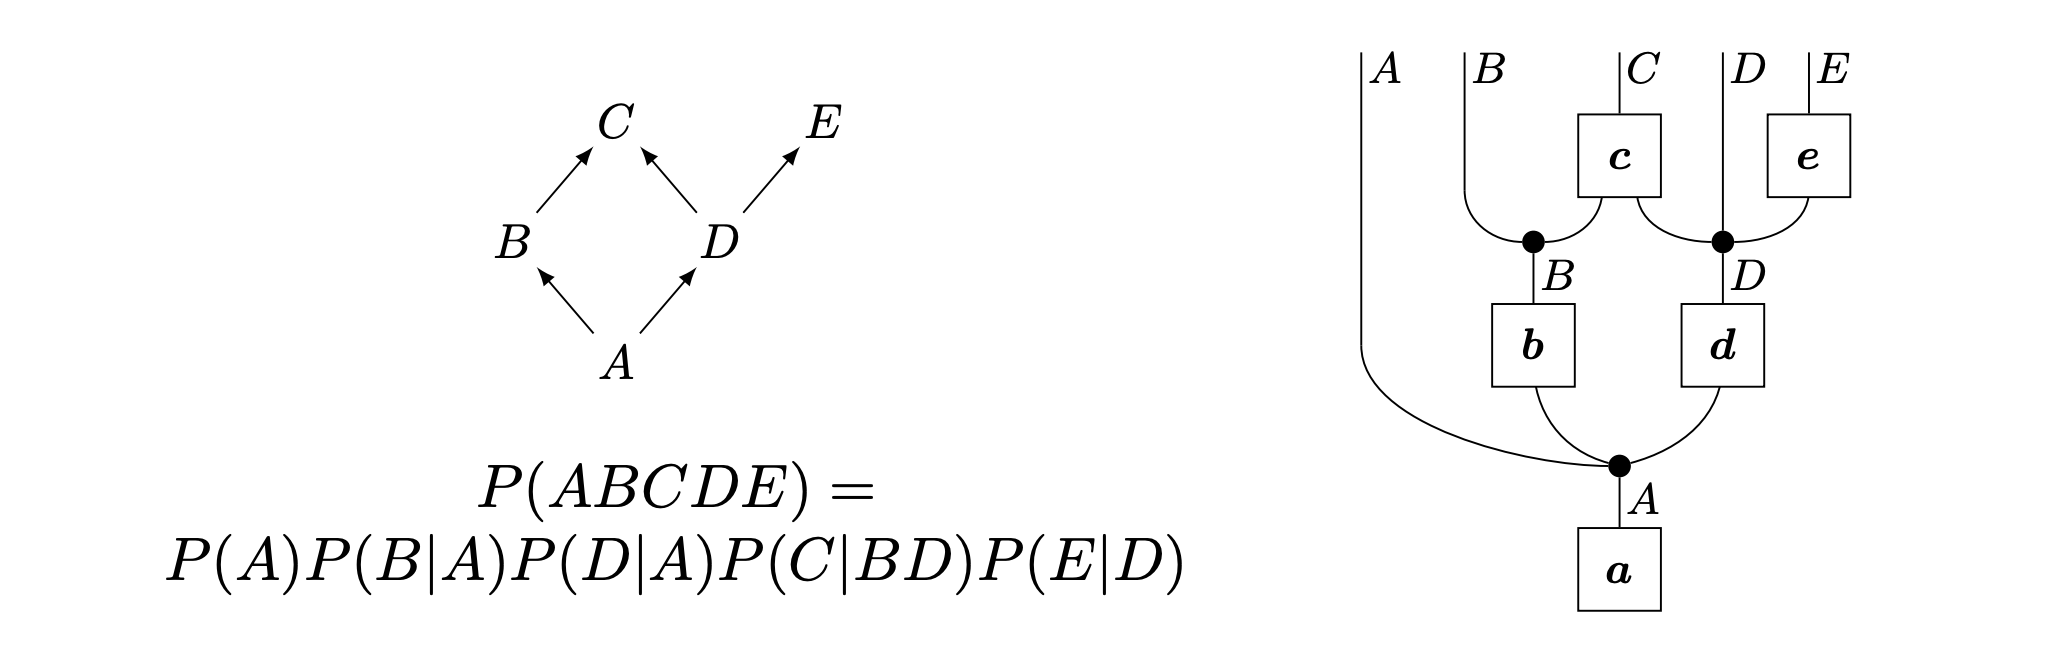 A B C D E
C E
c e
B D
B D
b d
A
P(ABCDE) =
P(A)P(B|A)P(D|A)P(C|BD)P(E|D)
A
a